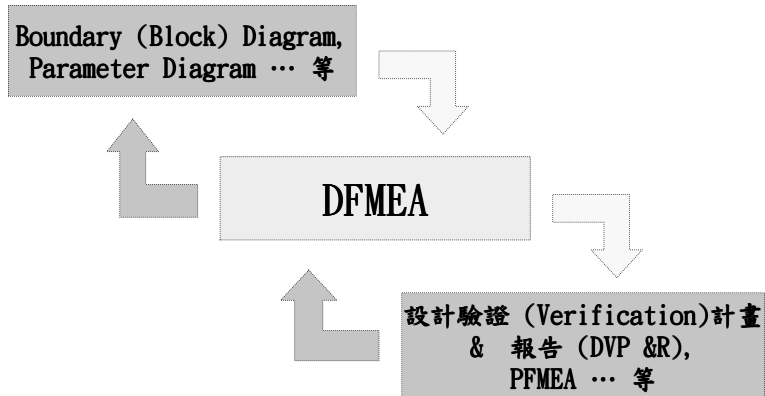 Boundary (Block) Diagram,
Parameter Diagram … 等
DFMEA
設計驗證 (Verification)計畫
& 報告 (DVP &R),
PFMEA … 等